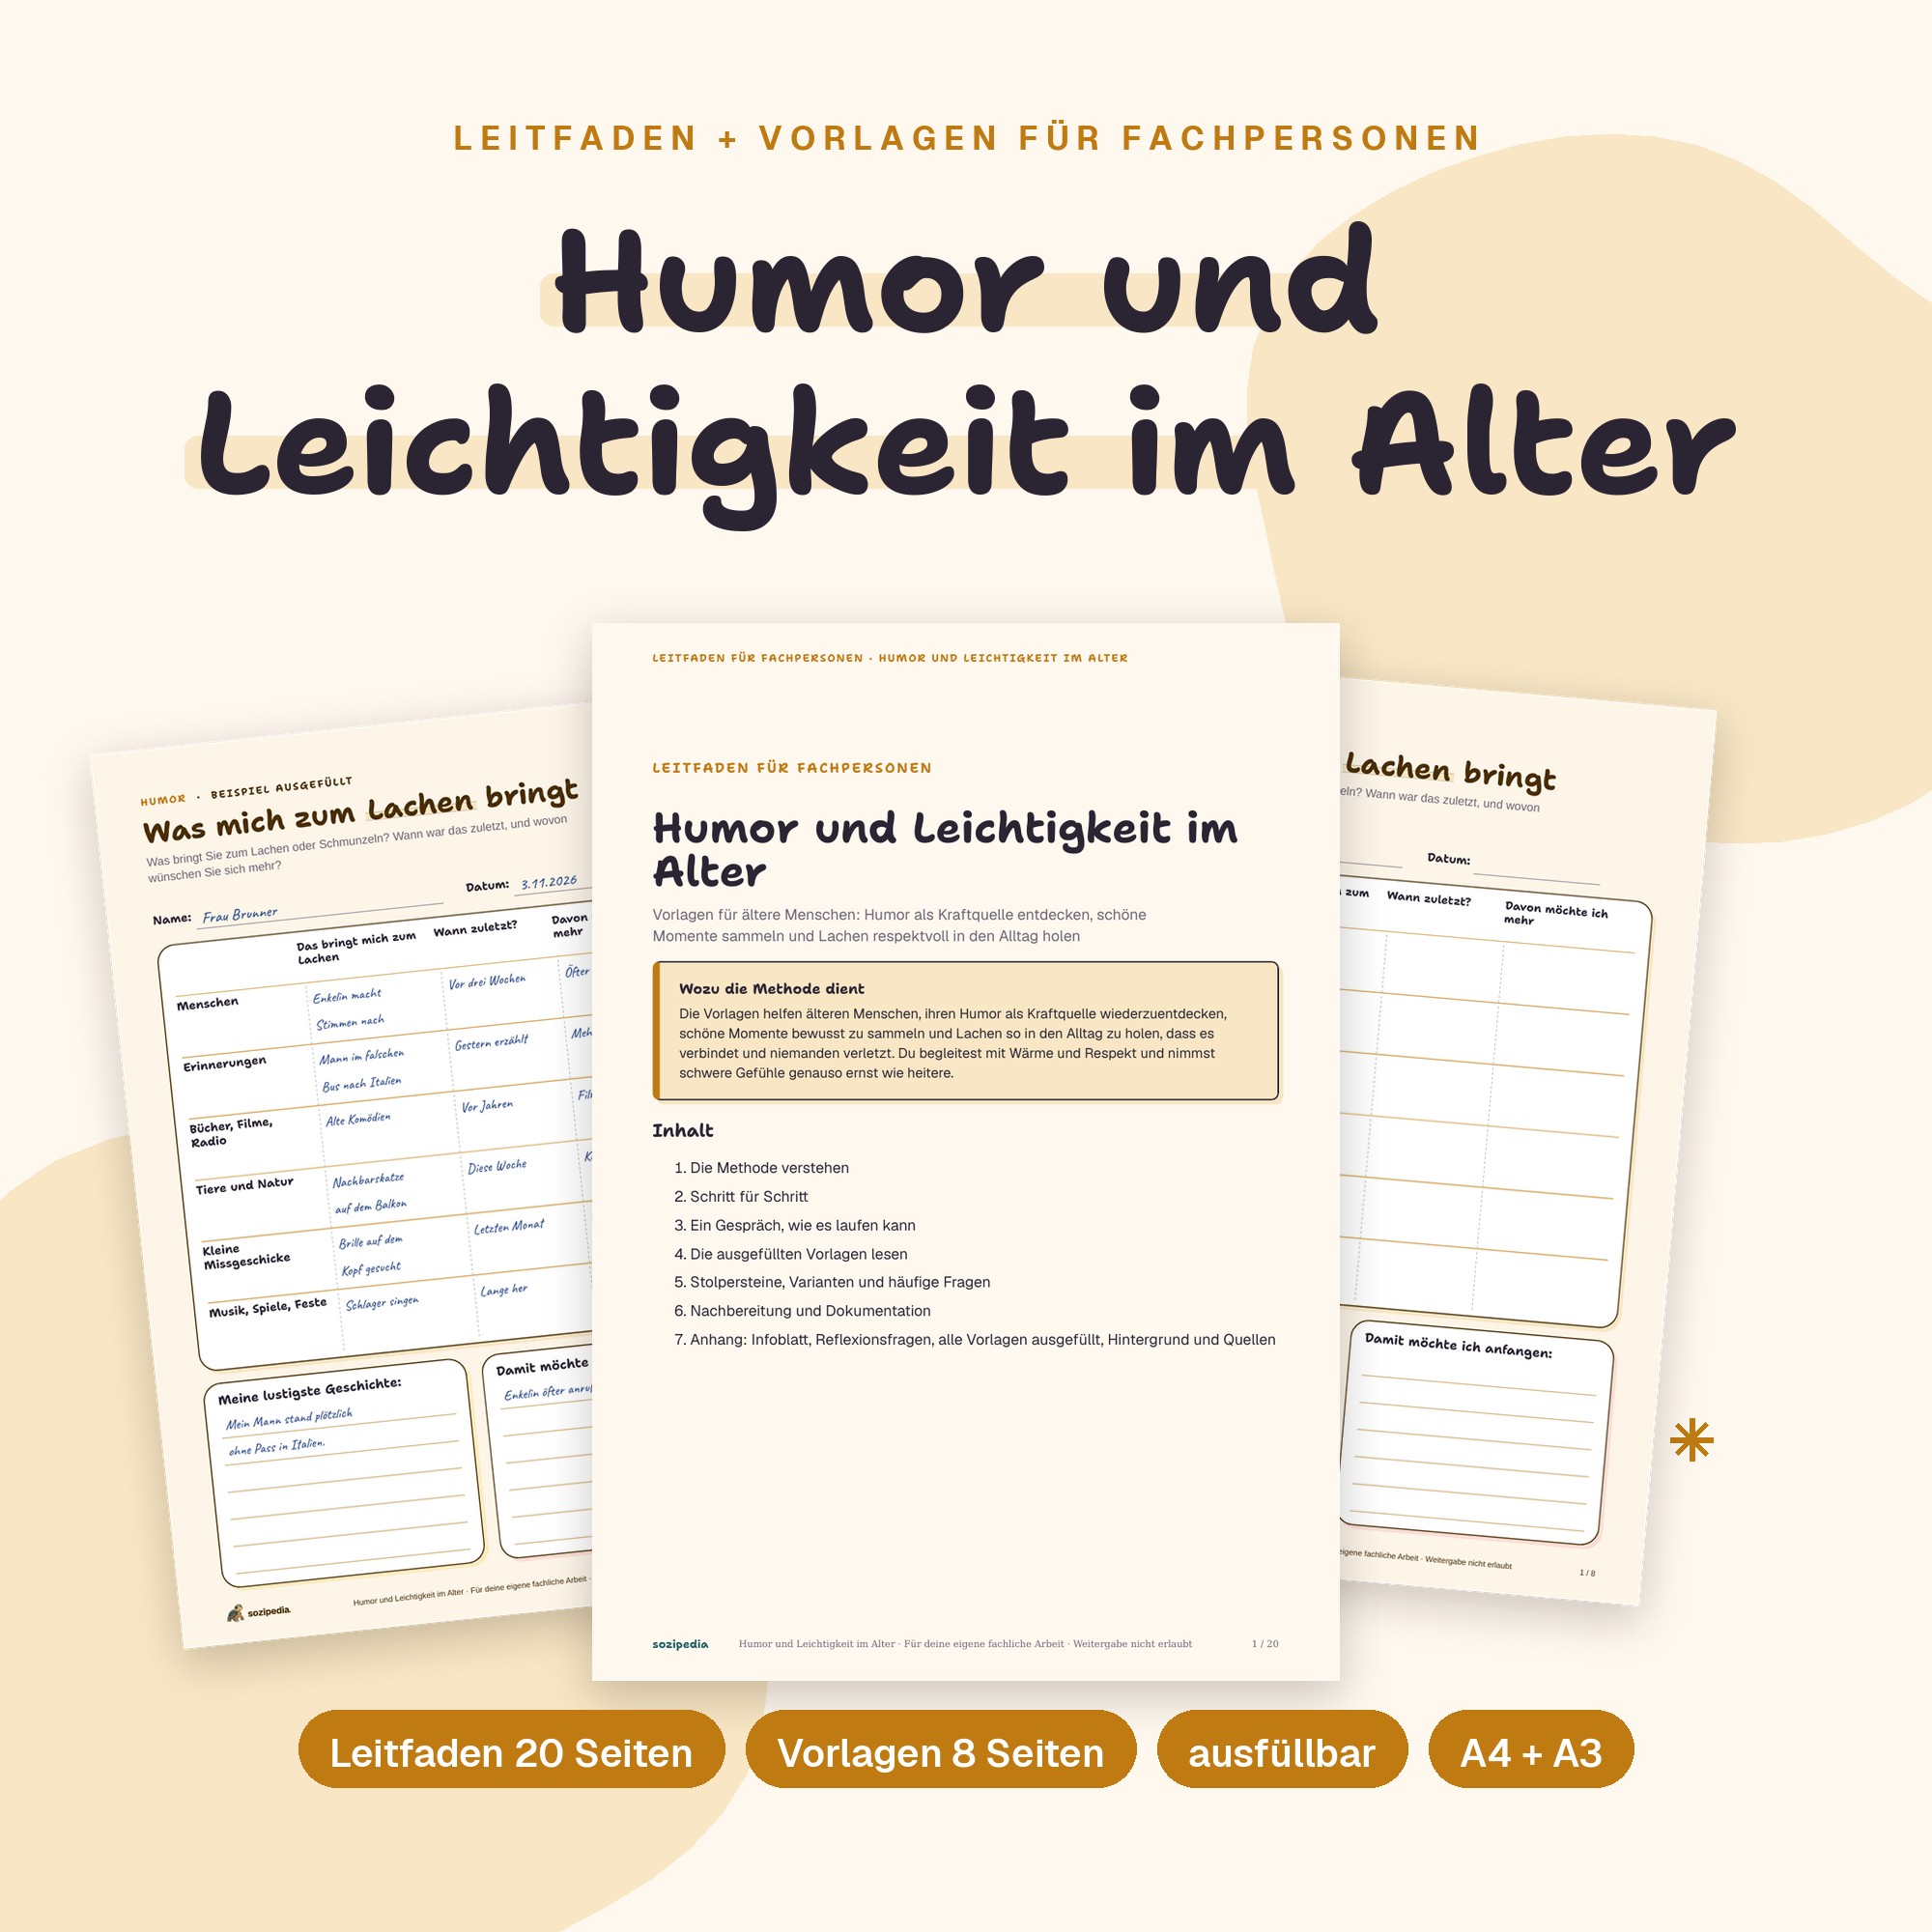 LEITFADEN + VORLAGEN FÜR FACHPERSONEN
Humor und
Leichtigkeit im Alter
HUMOR · BEISPIEL AUSGEFÜLLT
Was mich zum Lachen bringt
Was bringt Sie zum Lachen oder Schmunzeln? Wann war das zuletzt, und wovon
wünschen Sie sich mehr?
Name: Frau Brunner
Datum: 3.11.2026
Das bringt mich zum
Lachen
Wann zuletzt?
Davon
mehr
Menschen
Enkelin macht
Stimmen nach
Vor drei Wochen
Öfter
Erinnerungen
Mann im falschen
Bus nach Italien
Gestern erzählt
Bücher, Filme,
Radio
Alte Komödien
Vor Jahren
Tiere und Natur
Nachbarskatze
auf dem Balkon
Diese Woche
Kleine
Missgeschicke
Brille auf dem
Kopf gesucht
Letzten Monat
Musik, Spiele, Feste
Schlager singen
Lange her
Meine lustigste Geschichte:
Mein Mann stand plötzlich
ohne Pass in Italien.
Damit möchte
Enkelin öfter
sozipedia.
Humor und Leichtigkeit im Alter · Für deine eigene fachliche Arbeit ·
LEITFADEN FÜR FACHPERSONEN · HUMOR UND LEICHTIGKEIT IM ALTER
LEITFADEN FÜR FACHPERSONEN
Humor und Leichtigkeit im
Alter
Vorlagen für ältere Menschen: Humor als Kraftquelle entdecken, schöne
Momente sammeln und Lachen respektvoll in den Alltag holen
Wozu die Methode dient
Die Vorlagen helfen älteren Menschen, ihren Humor als Kraftquelle wiederzuentdecken,
schöne Momente bewusst zu sammeln und Lachen so in den Alltag zu holen, dass es
verbindet und niemanden verletzt. Du begleitest mit Wärme und Respekt und nimmst
schwere Gefühle genauso ernst wie heitere.
Inhalt
1. Die Methode verstehen
2. Schritt für Schritt
3. Ein Gespräch, wie es laufen kann
4. Die ausgefüllten Vorlagen lesen
5. Stolpersteine, Varianten und häufige Fragen
6. Nachbereitung und Dokumentation
7. Anhang: Infoblatt, Reflexionsfragen, alle Vorlagen ausgefüllt, Hintergrund und Quellen
sozipedia
Humor und Leichtigkeit im Alter · Für deine eigene fachliche Arbeit · Weitergabe nicht erlaubt
1 / 20
Lachen bringt
Wann war das zuletzt, und wovon
Datum:
zum
Wann zuletzt?
Davon möchte ich
mehr
Damit möchte ich anfangen:
eigene fachliche Arbeit · Weitergabe nicht erlaubt
1 / 8
Leitfaden 20 Seiten
Vorlagen 8 Seiten
ausfüllbar
A4 + A3